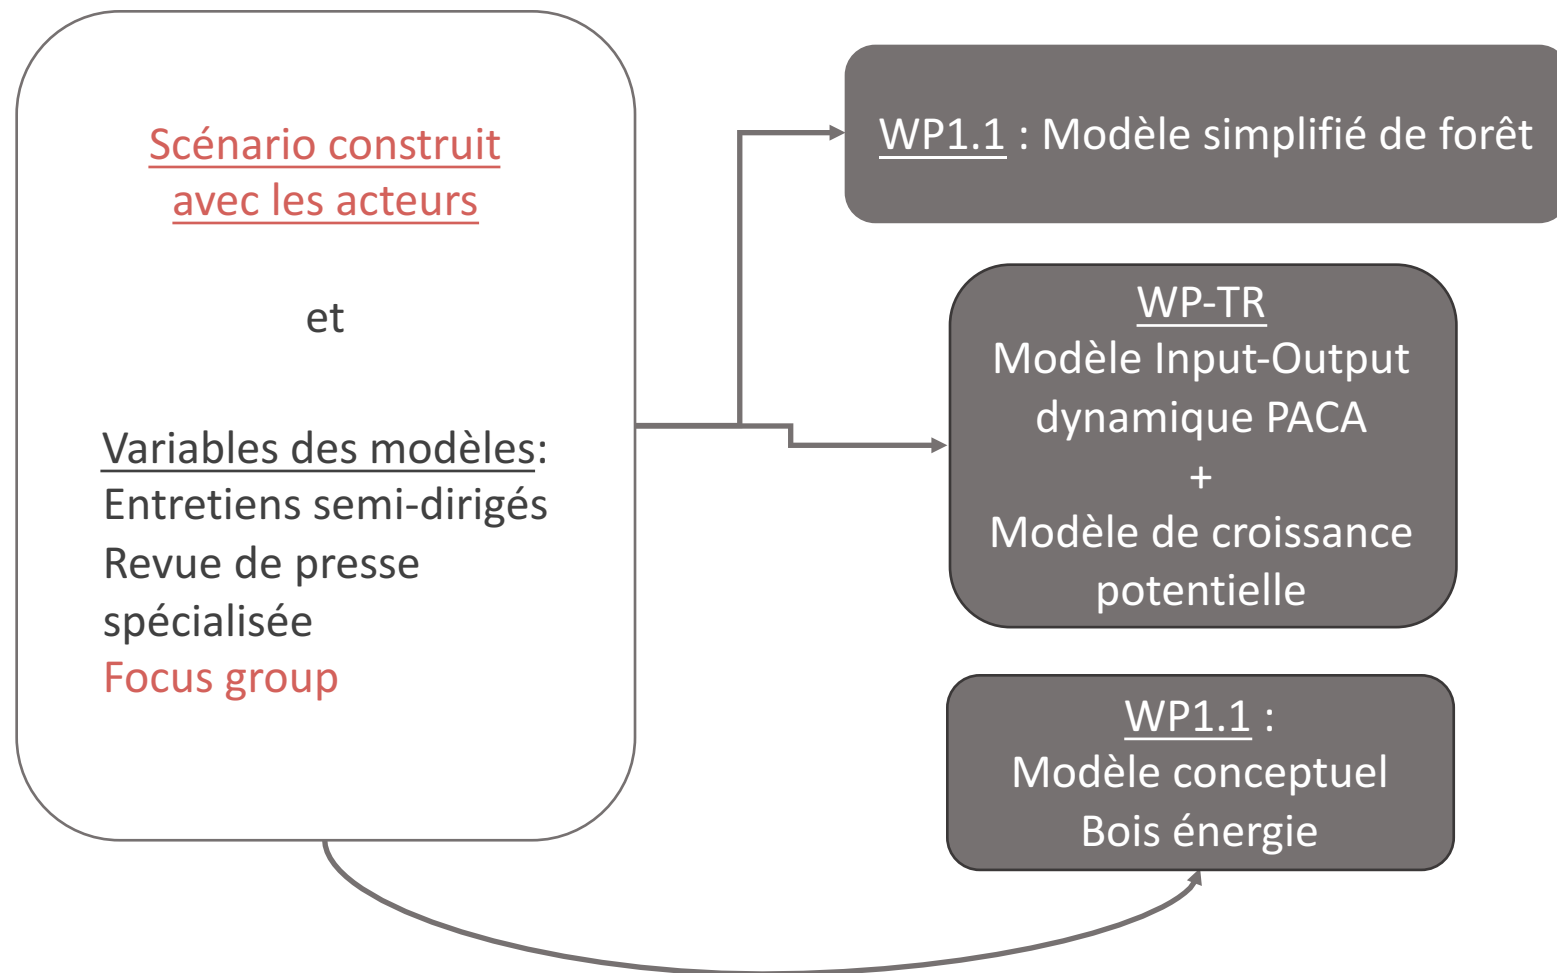 Scénario construit
avec les acteurs
et
Variables des modèles:
Entretiens semi-dirigés
Revue de presse
spécialisée
Focus group
WP1.1 : Modèle simplifié de forêt
WP-TR
Modèle Input-Output
dynamique PACA
+
Modèle de croissance
potentielle
WP1.1 :
Modèle conceptuel
Bois énergie